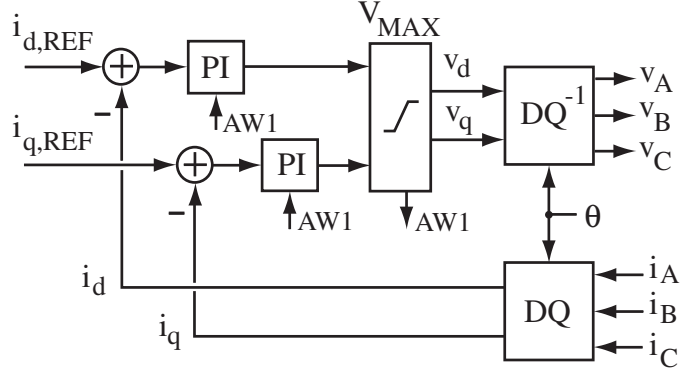 i_d,REF
V_MAX
+
PI
v_d
v_A
−
DQ⁻¹
v_B
AW1
v_q
i_q,REF
v_C
+
PI
−
AW1
AW1
θ
i_d
i_A
DQ
i_B
i_q
i_C